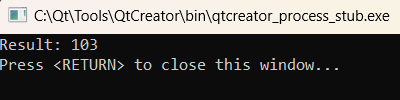 C:\Qt\Tools\QtCreator\bin\qtcreator_process_stub.exe
Result: 103
Press <RETURN> to close this window...